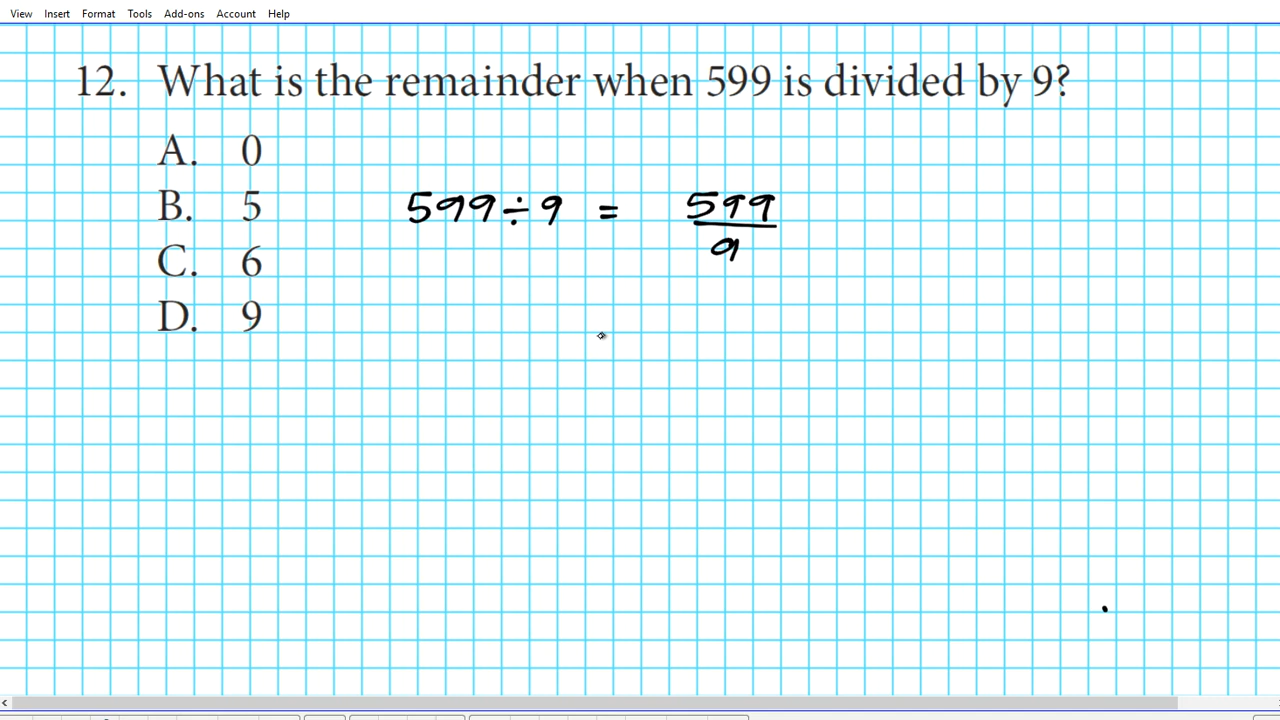 View Insert Format Tools Add-ons Account Help
12. What is the remainder when 599 is divided by 9?
A. 0
B. 5
C. 6
D. 9
599÷9 = 599/9